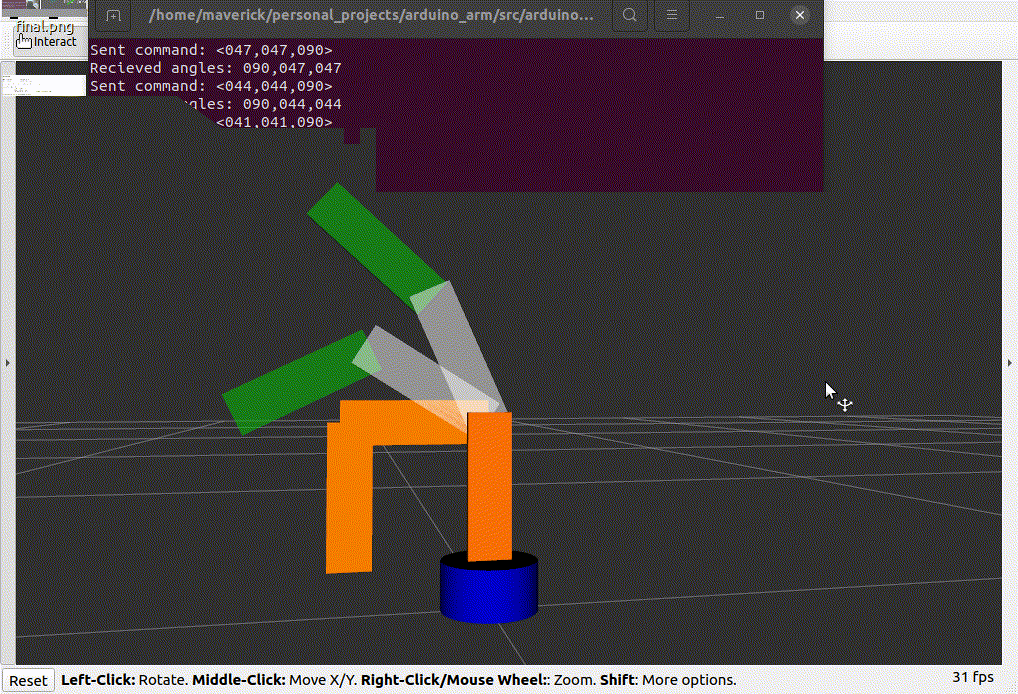 final.png
Interact
/home/maverick/personal_projects/arduino_arm/src/arduino...
Sent command: <047,047,090>
Recieved angles: 090,047,047
Sent command: <044,044,090>
gles: 090,044,044
<041,041,090>
Reset
Left-Click: Rotate. Middle-Click: Move X/Y. Right-Click/Mouse Wheel:: Zoom. Shift: More options.
31 fps